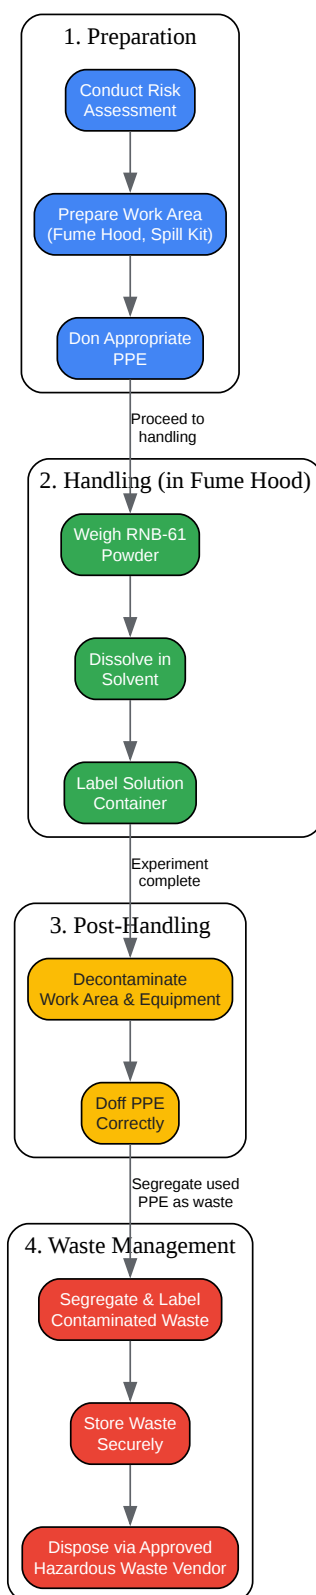 1. Preparation
Conduct Risk
Assessment
Prepare Work Area
(Fume Hood, Spill Kit)
Don Appropriate
PPE
Proceed to
handling
2. Handling (in Fume Hood)
Weigh RNB-61
Powder
Dissolve in
Solvent
Label Solution
Container
Experiment
complete
3. Post-Handling
Decontaminate
Work Area & Equipment
Doff PPE
Correctly
Segregate used
PPE as waste
4. Waste Management
Segregate & Label
Contaminated Waste
Store Waste
Securely
Dispose via Approved
Hazardous Waste Vendor